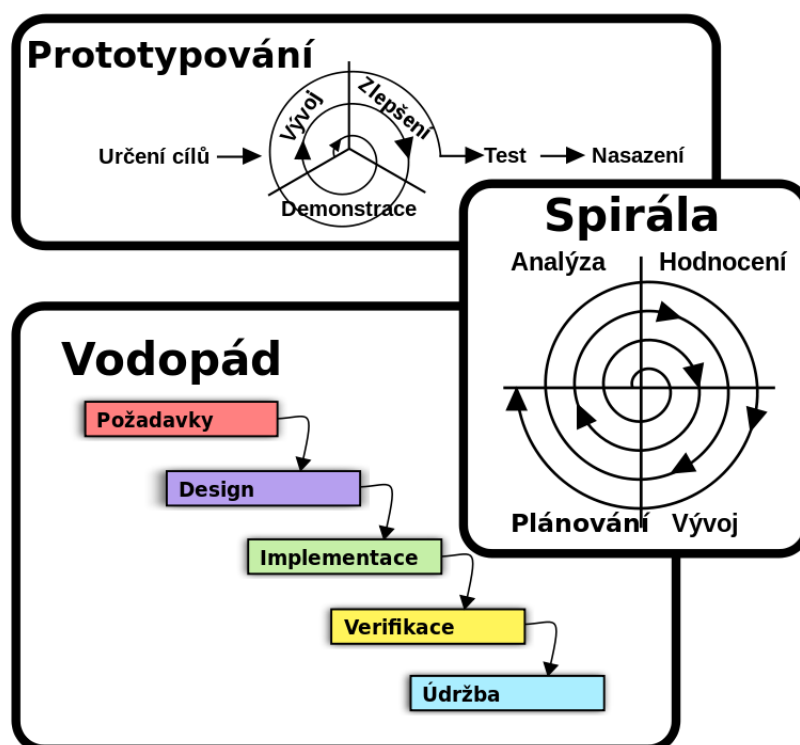 Prototypování
Určení cílů
Vývoj
Zlepšení
Demonstrace
Test
Nasazení
Spirála
Analýza
Hodnocení
Plánování
Vývoj
Vodopád
Požadavky
Design
Implementace
Verifikace
Údržba